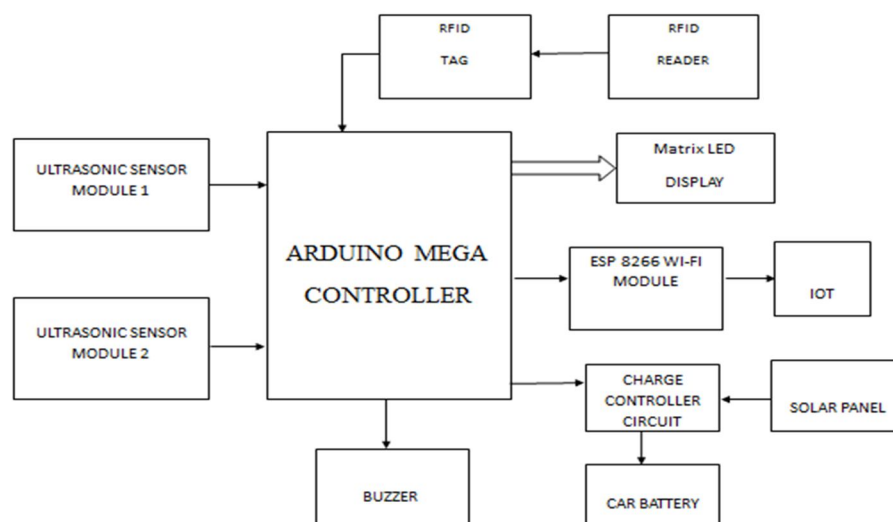 RFID
TAG
RFID
READER
ULTRASONIC SENSOR
MODULE 1
Matrix LED
DISPLAY
ARDUINO MEGA
CONTROLLER
ESP 8266 WI-FI
MODULE
IOT
ULTRASONIC SENSOR
MODULE 2
CHARGE
CONTROLLER
CIRCUIT
SOLAR PANEL
BUZZER
CAR BATTERY